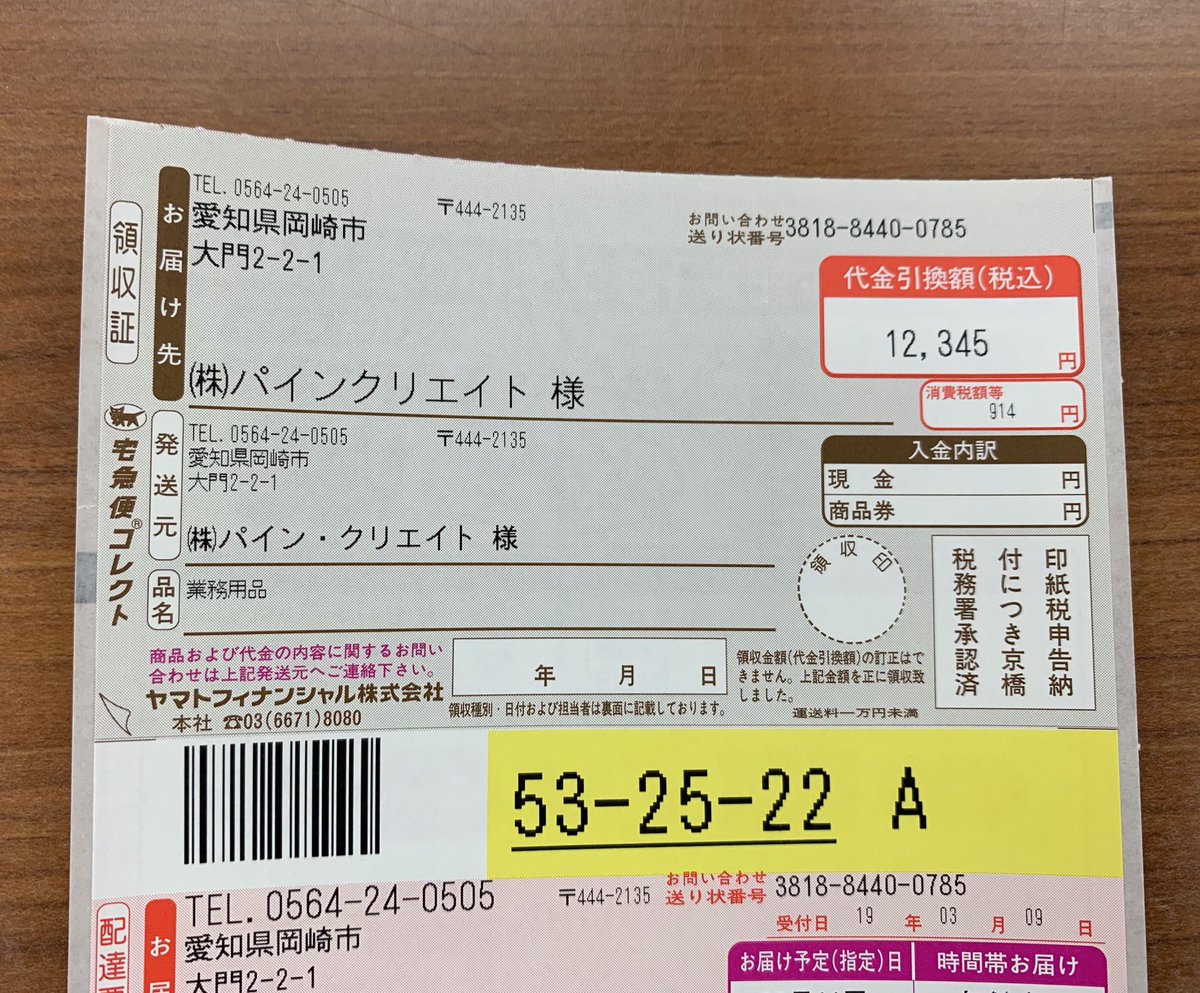 領収証
お届け先
TEL. 0564-24-0505
〒444-2135
愛知県岡崎市
大門2-2-1
㈱パインクリエイト 様
お問い合わせ
送り状番号
3818-8440-0785
代金引換額(税込)
12,345
円
消費税額等
914
円
宅急便®コレクト
発送元
TEL. 0564-24-0505
〒444-2135
愛知県岡崎市
大門2-2-1
㈱パイン・クリエイト 様
入金内訳
現 金 円
商品券 円
品名
業務用品
領収印
印紙税申告納
付につき京橋
税務署承認済
商品および代金の内容に関するお問い
合わせは上記発送元へご連絡下さい。
ヤマトフィナンシャル株式会社
本社 ☎03(6671)8080
年 月 日
領収種別・日付および担当者は裏面に記載しております。
領収金額(代金引換額)の訂正はで
きません。上記金額を正に領収致
しました。
運送料一万円未満
53-25-22 A
配達
お届
TEL. 0564-24-0505
〒444-2135
愛知県岡崎市
大門2-2-1
お問い合わせ
送り状番号
3818-8440-0785
受付日 19 年 03 月 09 日
お届け予定(指定)日
時間帯お届け